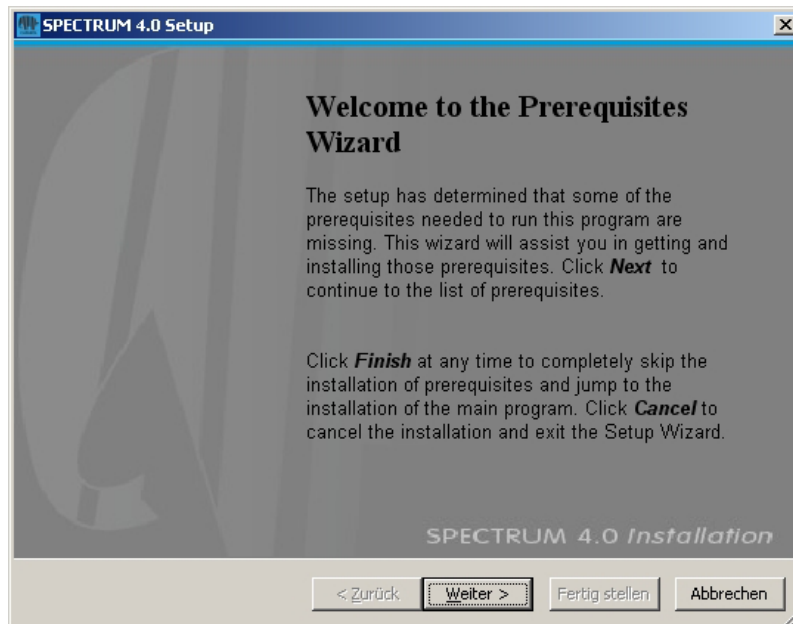 SPECTRUM 4.0 Setup
Welcome to the Prerequisites
Wizard
The setup has determined that some of the
prerequisites needed to run this program are
missing. This wizard will assist you in getting and
installing those prerequisites. Click Next to
continue to the list of prerequisites.
Click Finish at any time to completely skip the
installation of prerequisites and jump to the
installation of the main program. Click Cancel to
cancel the installation and exit the Setup Wizard.
SPECTRUM 4.0 Installation
< Zurück
Weiter >
Fertig stellen
Abbrechen